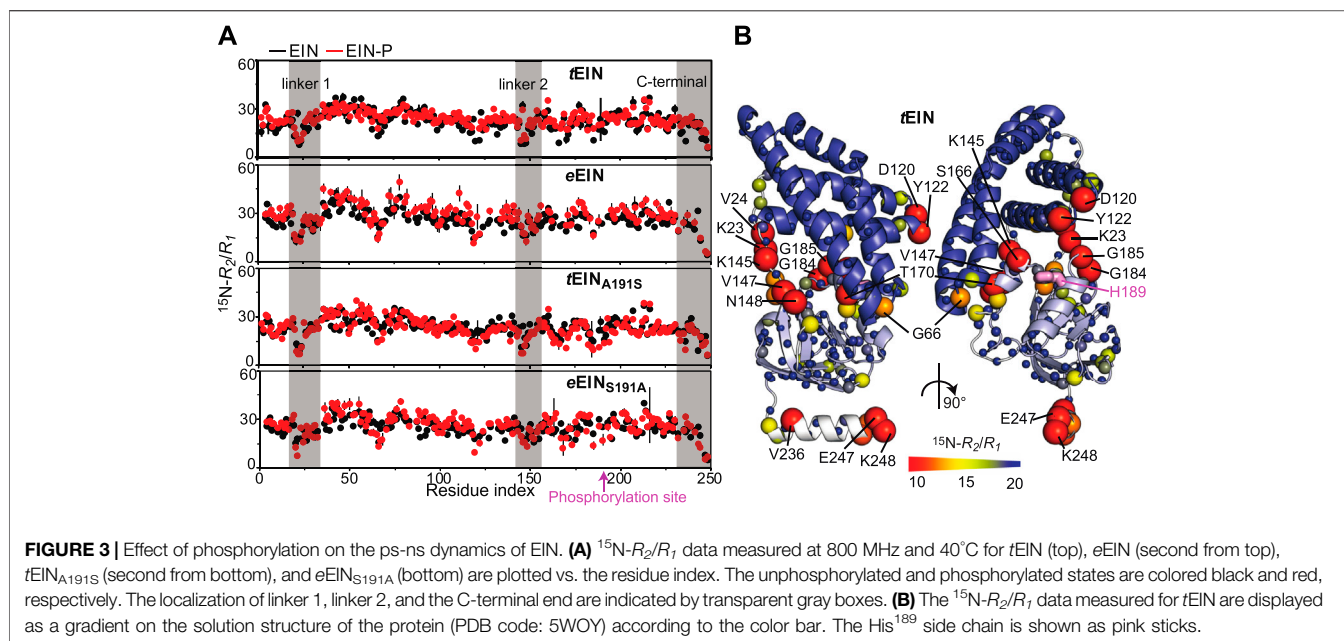 A
B
EIN EIN-P
60
linker 1
linker 2
tEIN
C-terminal
30
0
60
eEIN
30
0
60
tEIN_A191S
30
0
60
eEIN_S191A
30
0
¹⁵N-R₂/R₁
0 50 100 150 200 250
Residue index
Phosphorylation site
tEIN
V24
K23
K145
V147
N148
G185
G184
D120
Y122
T170
G66
V236
E247
K248
K145
S166
V147
D120
Y122
K23
G185
G184
H189
90°
E247
K248
¹⁵N-R₂/R₁
10 15 20
FIGURE 3 | Effect of phosphorylation on the ps-ns dynamics of EIN. (A) ¹⁵N-R₂/R₁ data measured at 800 MHz and 40°C for tEIN (top), eEIN (second from top),
tEIN_A191S (second from bottom), and eEIN_S191A (bottom) are plotted vs. the residue index. The unphosphorylated and phosphorylated states are colored black and red,
respectively. The localization of linker 1, linker 2, and the C-terminal end are indicated by transparent gray boxes. (B) The ¹⁵N-R₂/R₁ data measured for tEIN are displayed
as a gradient on the solution structure of the protein (PDB code: 5WOY) according to the color bar. The His¹⁸⁹ side chain is shown as pink sticks.